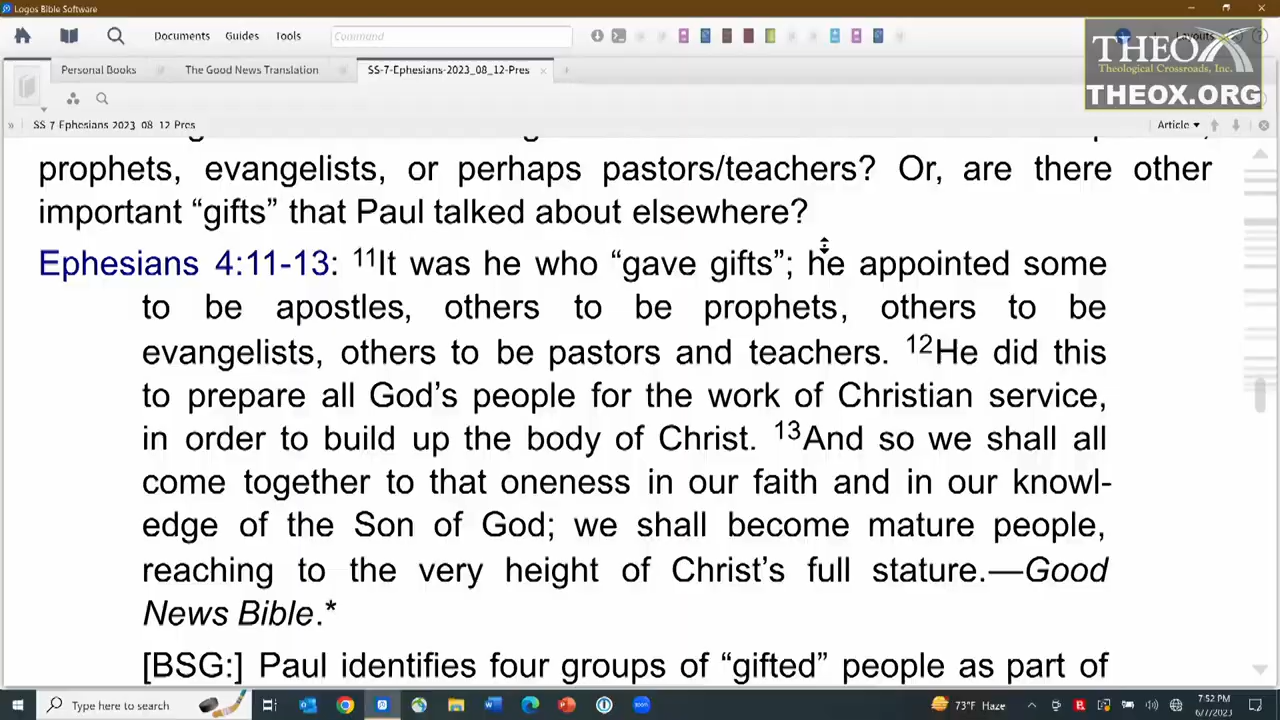 Logos Bible Software
Documents Guides Tools Command Layouts
THEOX
Theological Crossroads, Inc.
THEOX.ORG
Personal Books The Good News Translation SS-7-Ephesians-2023_08_12-Pres
SS-7-Ephesians-2023_08_12-Pres Article
prophets, evangelists, or perhaps pastors/teachers? Or, are there other
important “gifts” that Paul talked about elsewhere?
Ephesians 4:11-13: 11It was he who “gave gifts”; he appointed some
to be apostles, others to be prophets, others to be
evangelists, others to be pastors and teachers. 12He did this
to prepare all God’s people for the work of Christian service,
in order to build up the body of Christ. 13And so we shall all
come together to that oneness in our faith and in our knowl-
edge of the Son of God; we shall become mature people,
reaching to the very height of Christ’s full stature.—Good
News Bible.*
[BSG:] Paul identifies four groups of “gifted” people as part of
Type here to search 73°F Haze 7:52 PM
6/7/2023